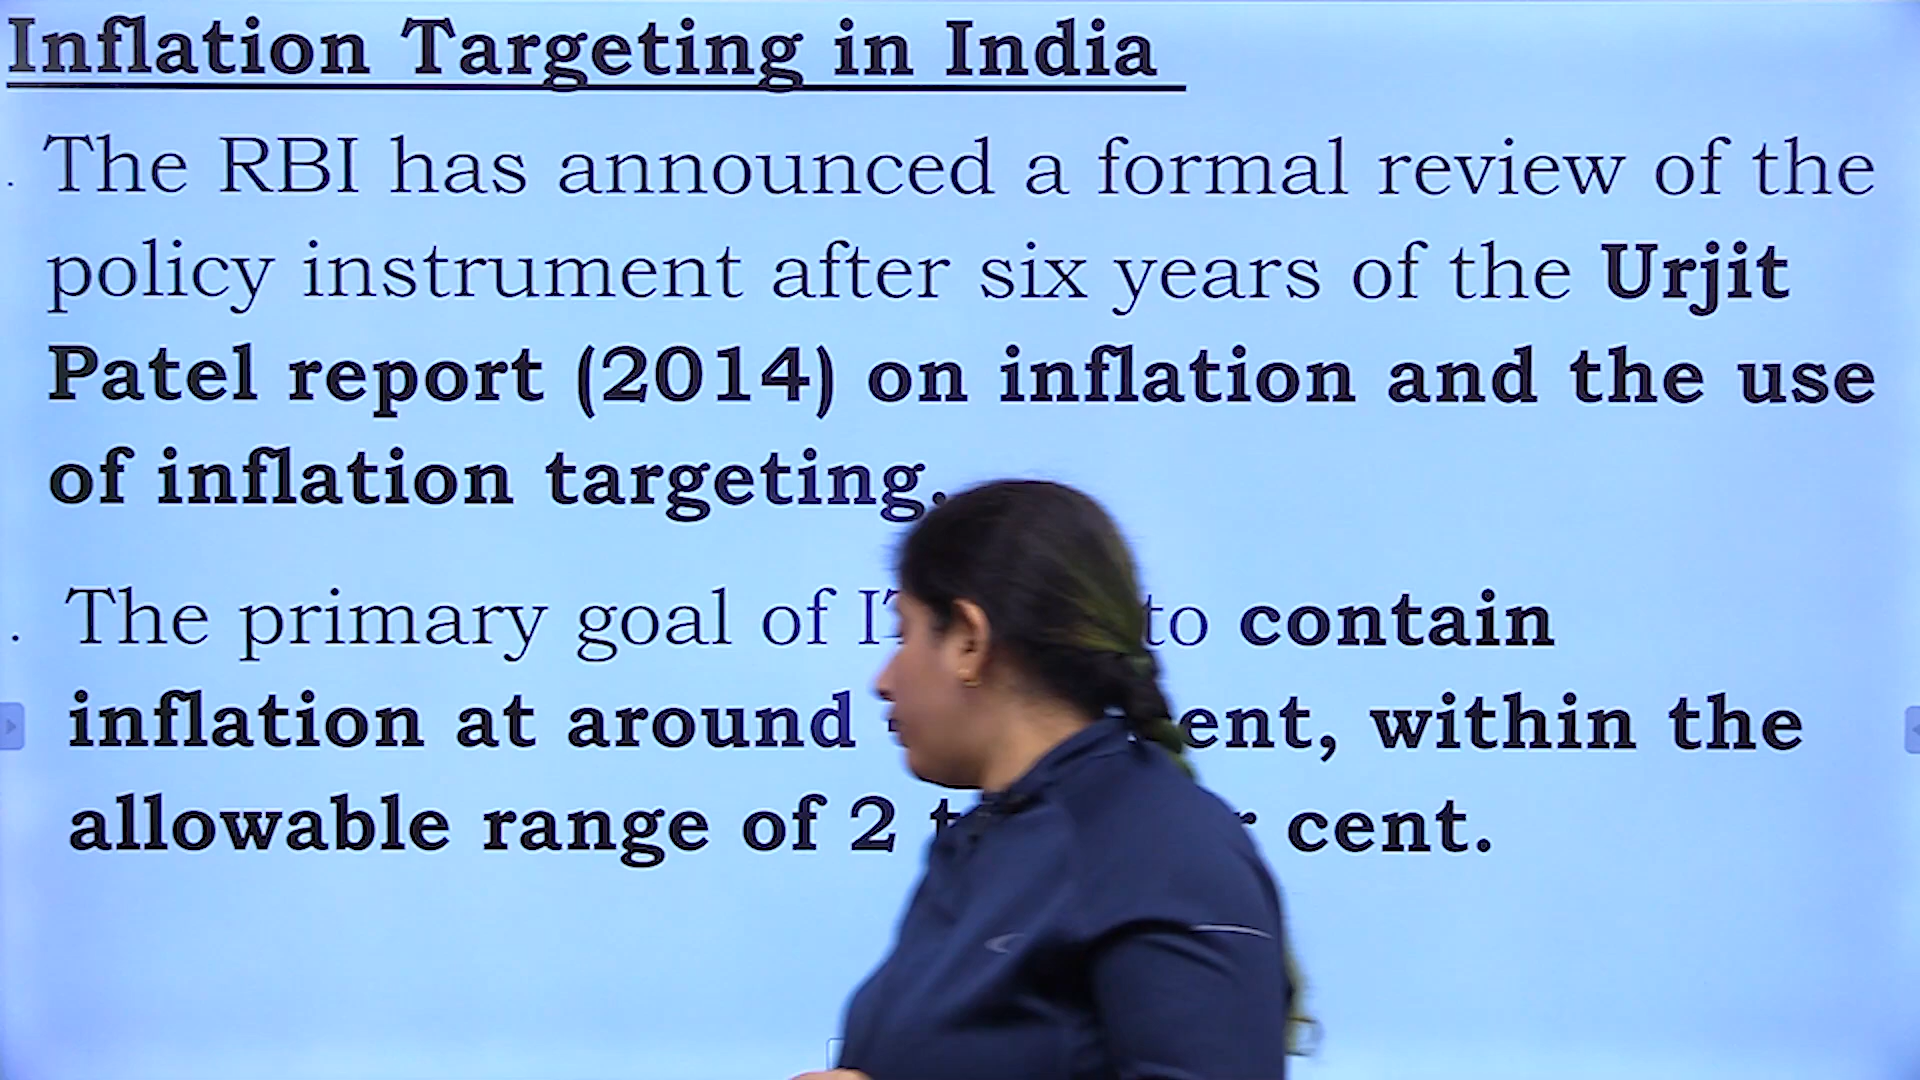 Inflation Targeting in India
The RBI has announced a formal review of the
policy instrument after six years of the Urjit
Patel report (2014) on inflation and the use
of inflation targeting.
The primary goal of to contain
inflation at around within the
allowable range of 2 cent.